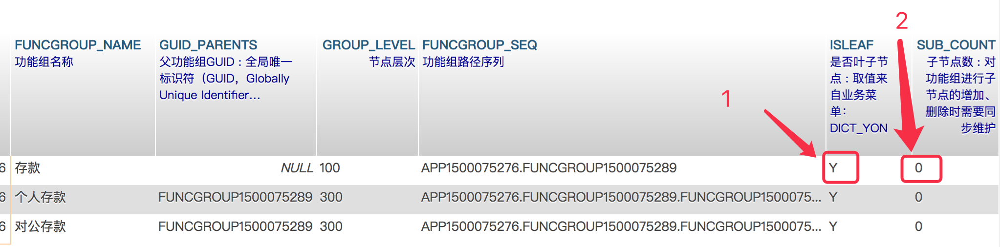 2
FUNCGROUP_NAME GUID_PARENTS GROUP_LEVEL FUNCGROUP_SEQ ISLEAF SUB_COUNT
功能组名称 父功能组GUID：全局唯一 节点层次 功能组路径序列 是否叶子节 子节点数：对
标识符（GUID，Globally 点：取值来 功能组进行子
Unique Identifier... 自业务菜 节点的增加、
1
单： 删除时需要同
DICT_YON 步维护
6 存款 NULL 100 APP1500075276.FUNCGROUP1500075289 Y 0
6 个人存款 FUNCGROUP1500075289 300 APP1500075276.FUNCGROUP1500075289.FUNCGROUP1500075... Y 0
6 对公存款 FUNCGROUP1500075289 300 APP1500075276.FUNCGROUP1500075289.FUNCGROUP1500075... Y 0